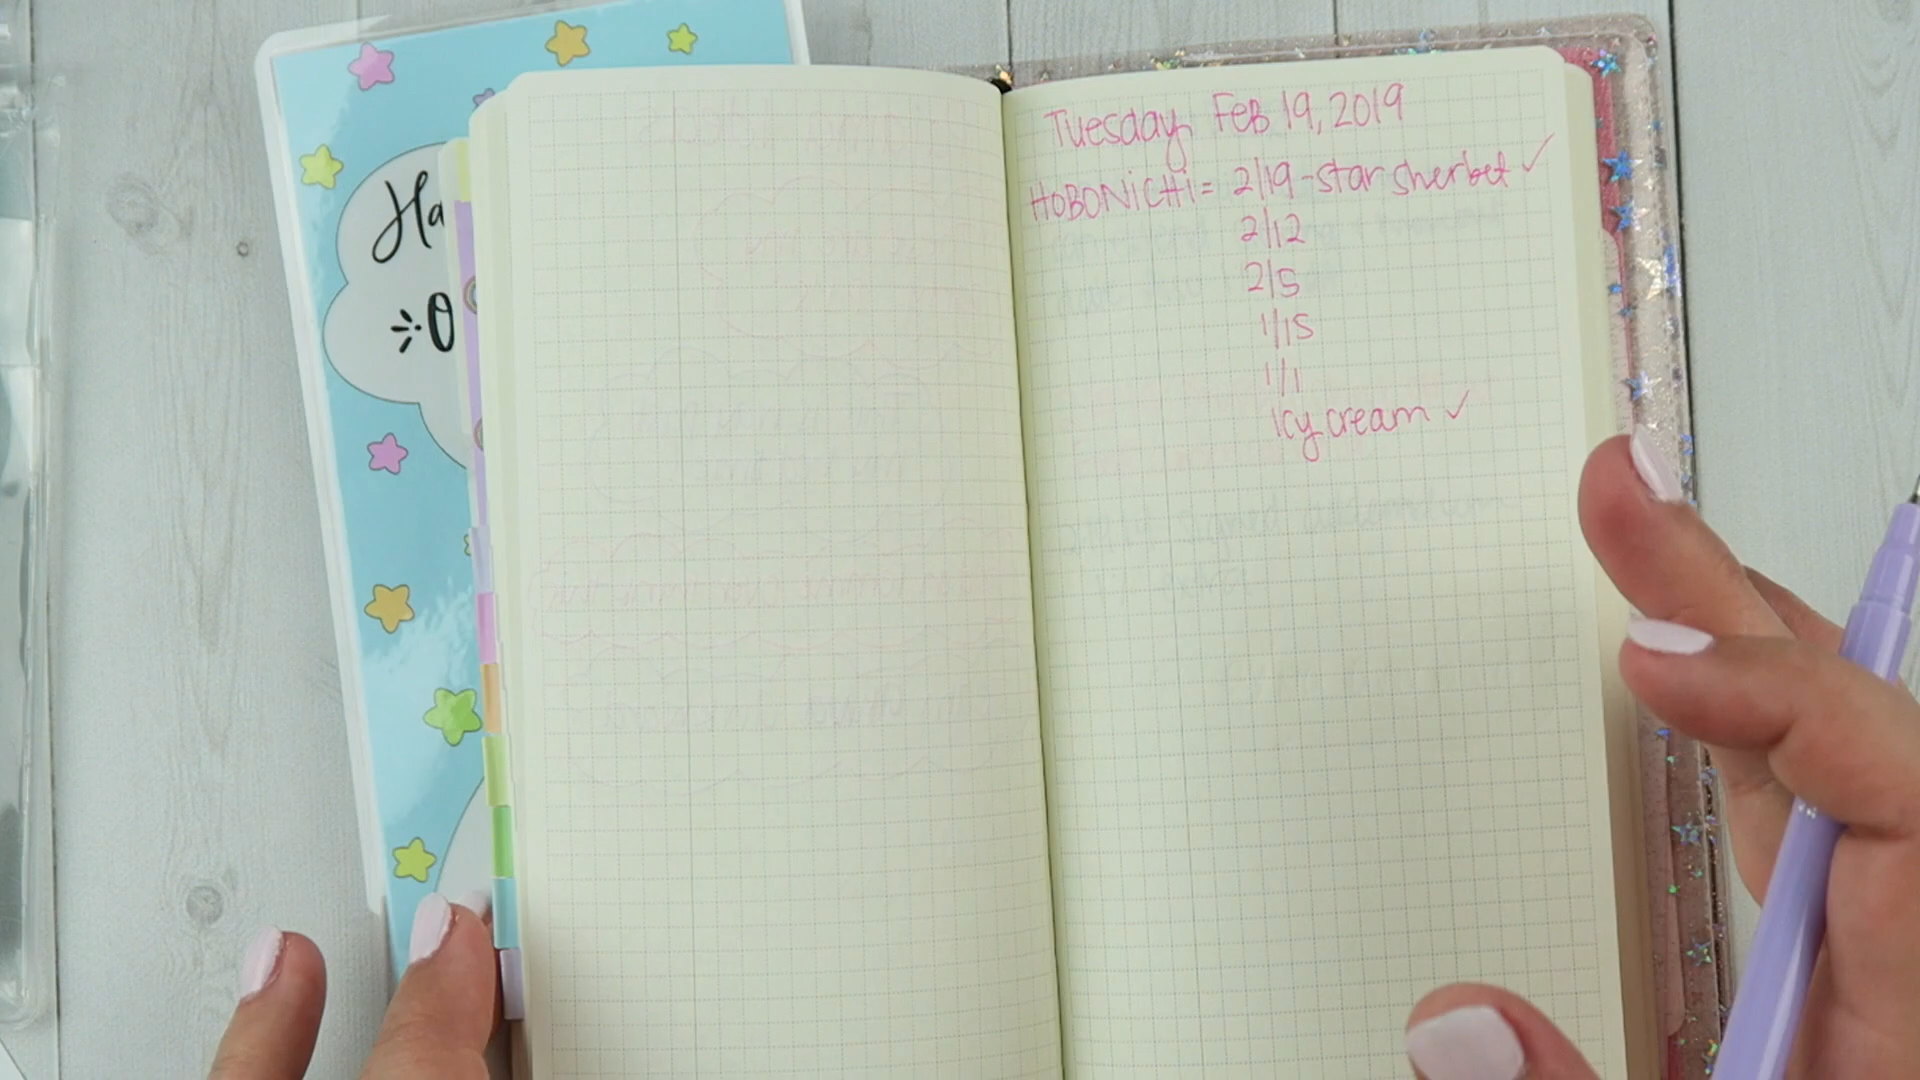 Ha
O
Tuesday Feb 19, 2019
HOBONICHI = 2/19 - star sherbet ✓
2/12
2/5
1/15
1/1
Icy cream ✓